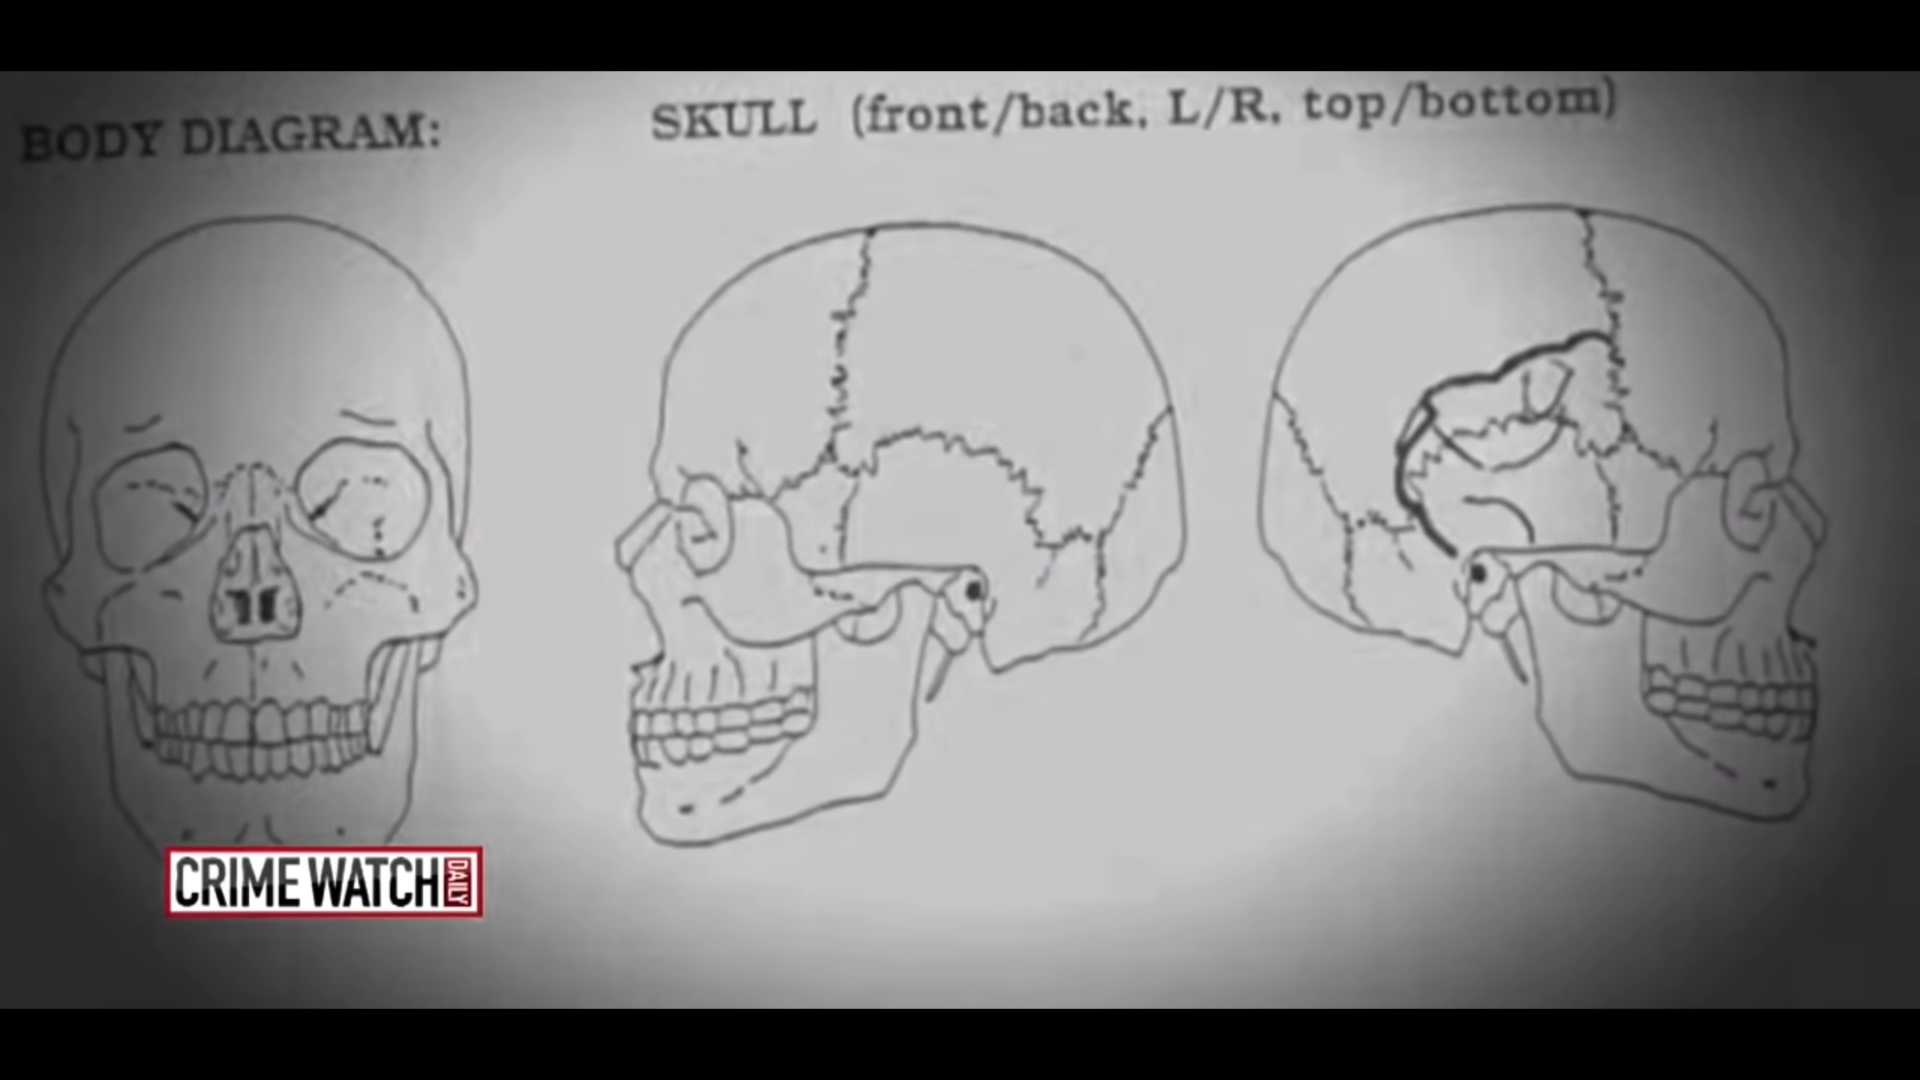 BODY DIAGRAM:
SKULL (front/back, L/R, top/bottom)
CRIME WATCH DAILY